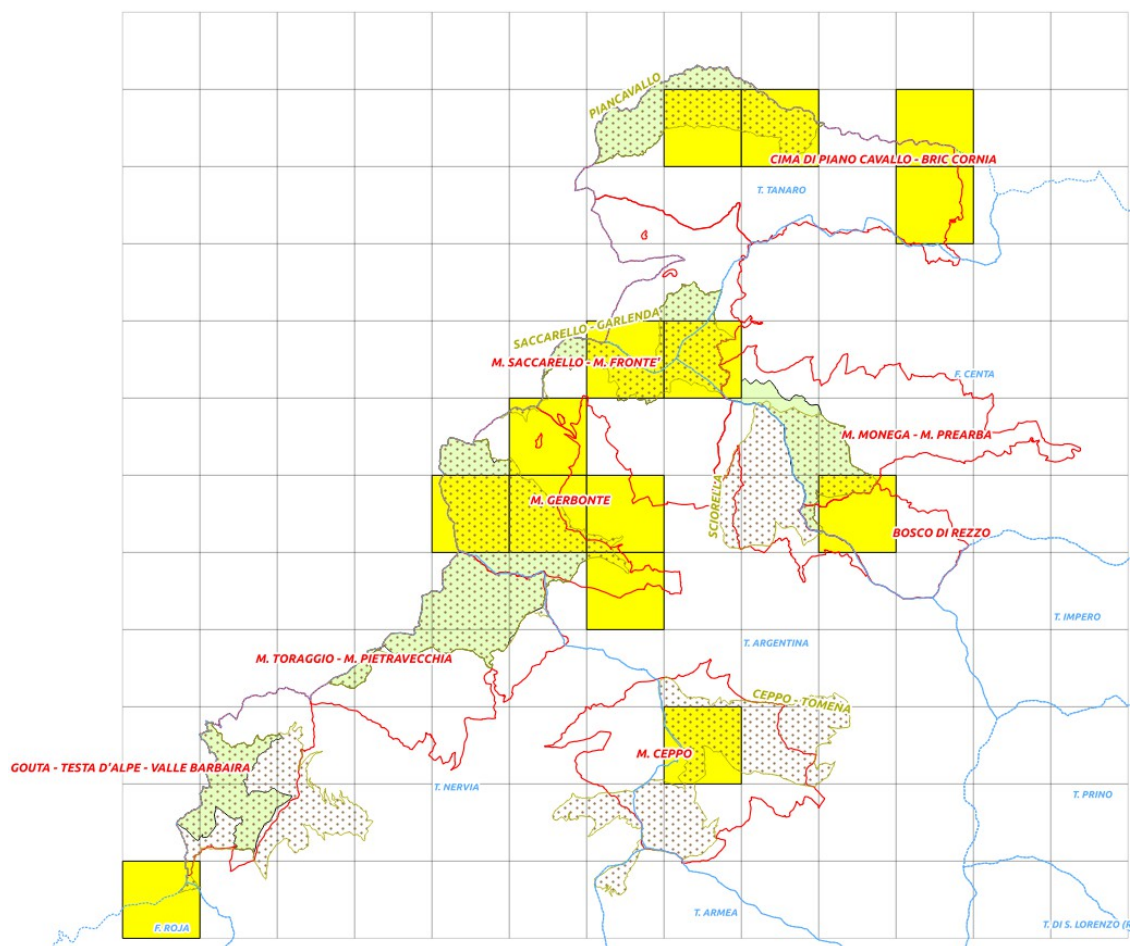 PIANCAVALLO
CIMA DI PIANO CAVALLO - BRIC CORNIA
T. TANARO
SACCARELLO - GARLENDA
M. SACCARELLO - M. FRONTE'
F. CENTA
M. MONEGA - M. PREARBA
SCIORELLA
M. GERBONTE
BOSCO DI REZZO
T. IMPERO
T. ARGENTINA
M. TORAGGIO - M. PIETRAVECCHIA
CEPPO - TOMENA
M. CEPPO
GOUTA - TESTA D'ALPE - VALLE BARBAIRA
T. NERVIA
T. PRINO
T. ARMEA
T. DI S. LORENZO (R
F. ROJA